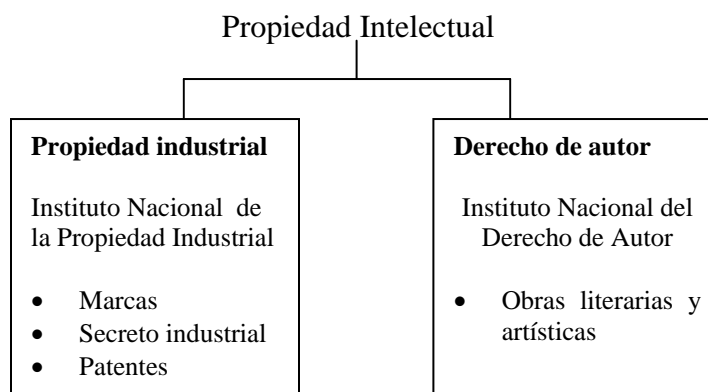 Propiedad Intelectual
Propiedad industrial
Instituto Nacional de
la Propiedad Industrial
• Marcas
• Secreto industrial
• Patentes
Derecho de autor
Instituto Nacional del
Derecho de Autor
• Obras literarias y
artísticas